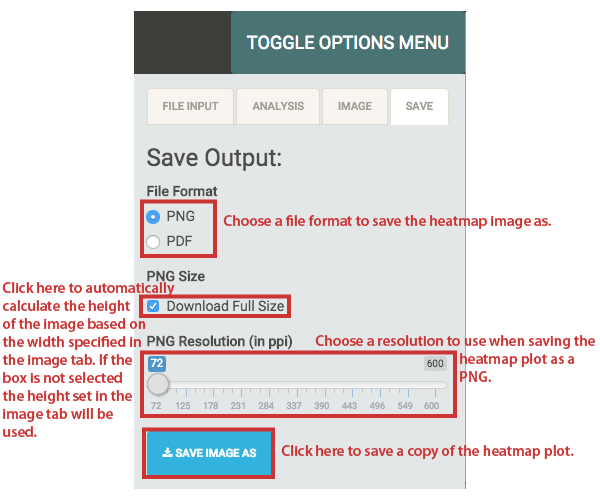 TOGGLE OPTIONS MENU
FILE INPUT
ANALYSIS
IMAGE
SAVE
Save Output:
File Format
PNG
PDF
Choose a file format to save the heatmap image as.
PNG Size
Download Full Size
Click here to automatically
calculate the height
of the image based on
the width specified in
the image tab. If the
box is not selected
the height set in the
image tab will be
used.
PNG Resolution (in ppi)
72
600
72 125 178 231 284 337 390 443 496 549 600
Choose a resolution to use when saving the
heatmap plot as a
PNG.
SAVE IMAGE AS
Click here to save a copy of the heatmap plot.